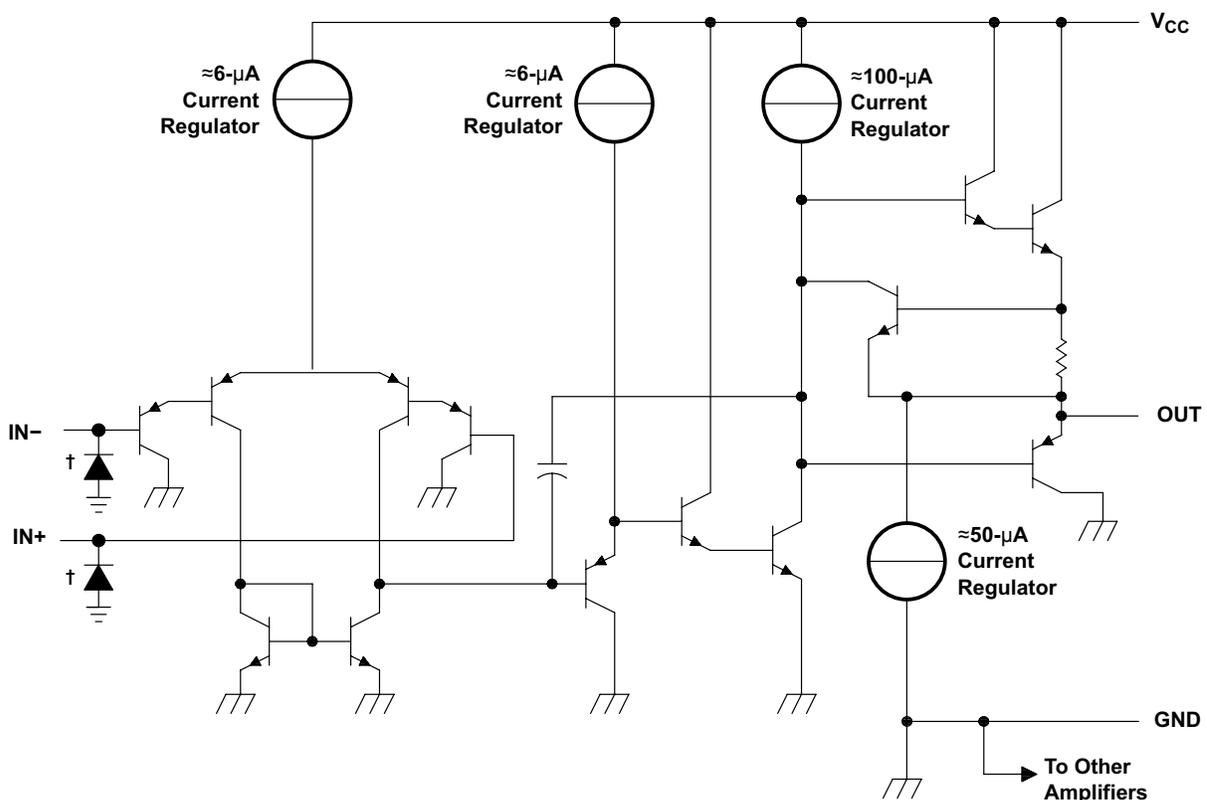 V_CC
≈6-µA
Current
Regulator
≈6-µA
Current
Regulator
≈100-µA
Current
Regulator
IN−
†
OUT
IN+
†
≈50-µA
Current
Regulator
GND
To Other
Amplifiers